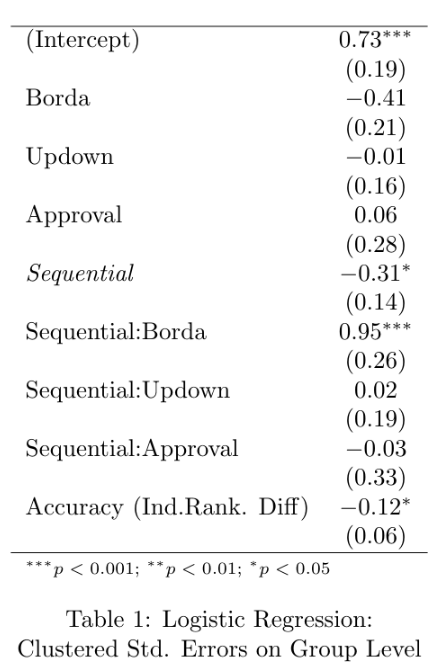 (Intercept) 0.73***
(0.19)
Borda −0.41
(0.21)
Updown −0.01
(0.16)
Approval 0.06
(0.28)
Sequential −0.31*
(0.14)
Sequential:Borda 0.95***
(0.26)
Sequential:Updown 0.02
(0.19)
Sequential:Approval −0.03
(0.33)
Accuracy (Ind.Rank. Diff) −0.12*
(0.06)
***p < 0.001; **p < 0.01; *p < 0.05
Table 1: Logistic Regression:
Clustered Std. Errors on Group Level